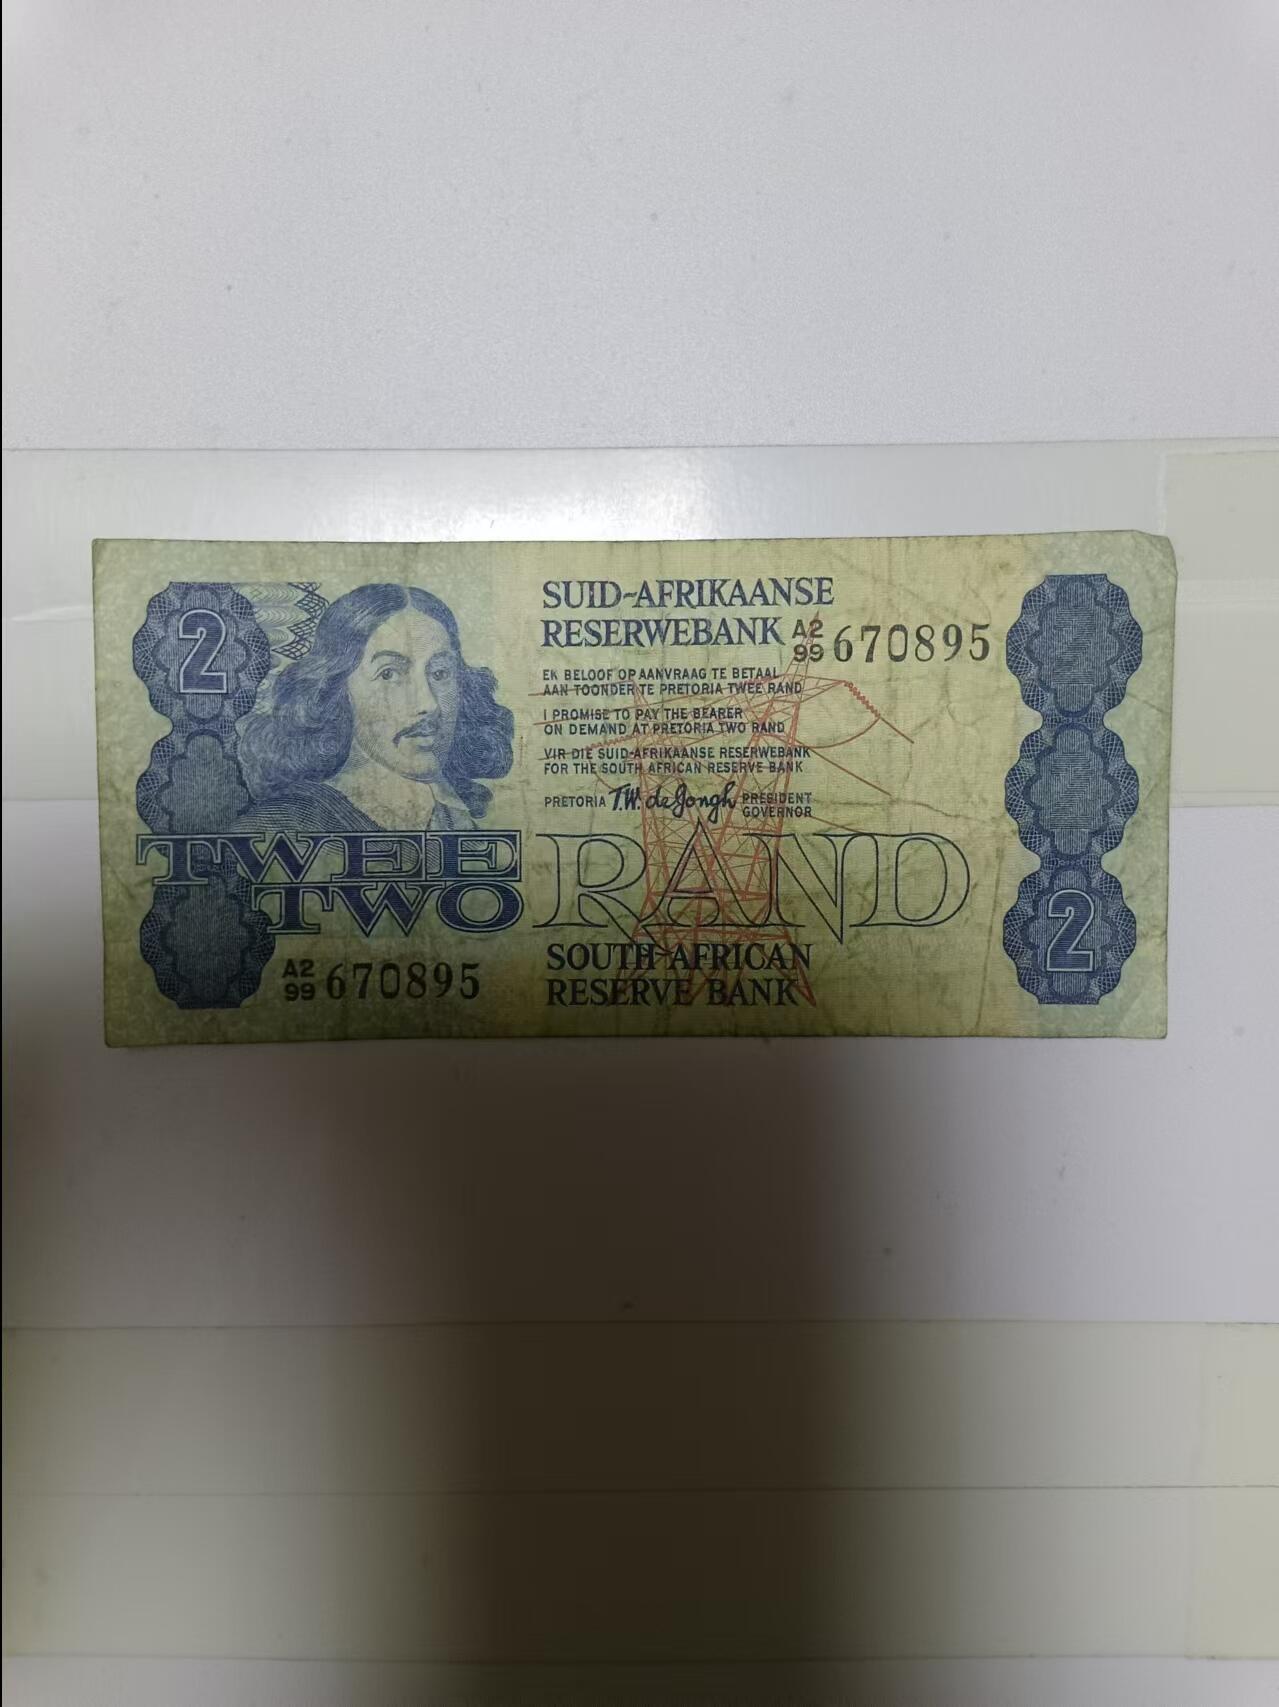 2
SUID-AFRIKAANSE
RESERWEBANK A2/99 670895
EK BELOOF OP AANVRAAG TE BETAAL
AAN TOONDER TE PRETORIA TWEE RAND
I PROMISE TO PAY THE BEARER
ON DEMAND AT PRETORIA TWO RAND
VIR DIE SUID-AFRIKAANSE RESERWEBANK
FOR THE SOUTH AFRICAN RESERVE BANK
PRETORIA T.W. de Jongh PRESIDENT
GOVERNOR
TWEE
TWO RAND
2
SOUTH AFRICAN
RESERVE BANK
A2/99 670895